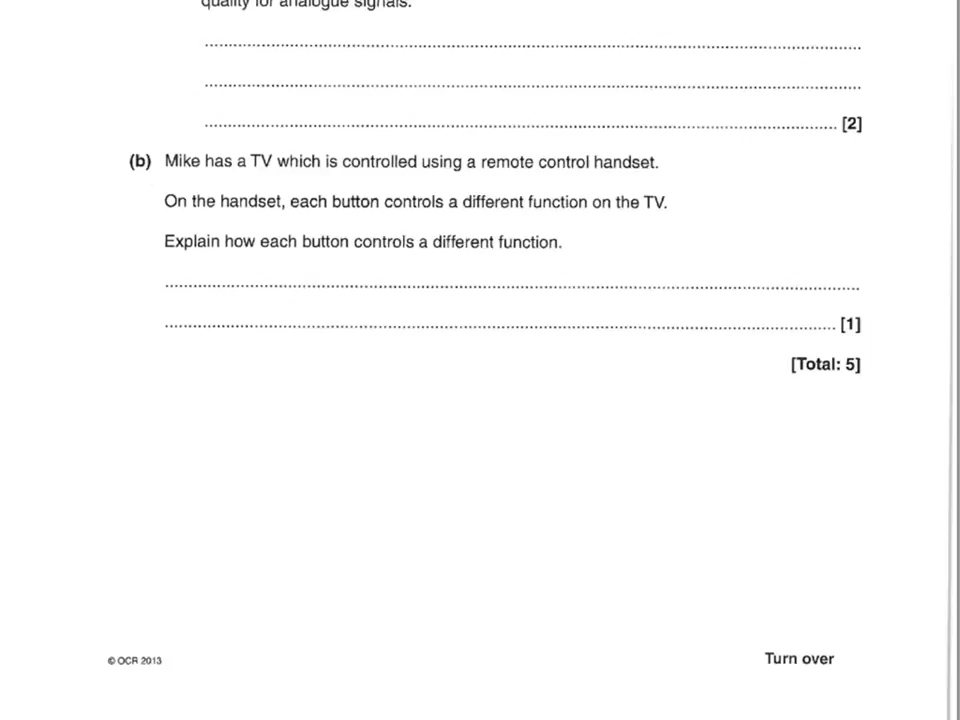 quality for analogue signals.
[2]
(b) Mike has a TV which is controlled using a remote control handset.
On the handset, each button controls a different function on the TV.
Explain how each button controls a different function.
[1]
[Total: 5]
© OCR 2013
Turn over